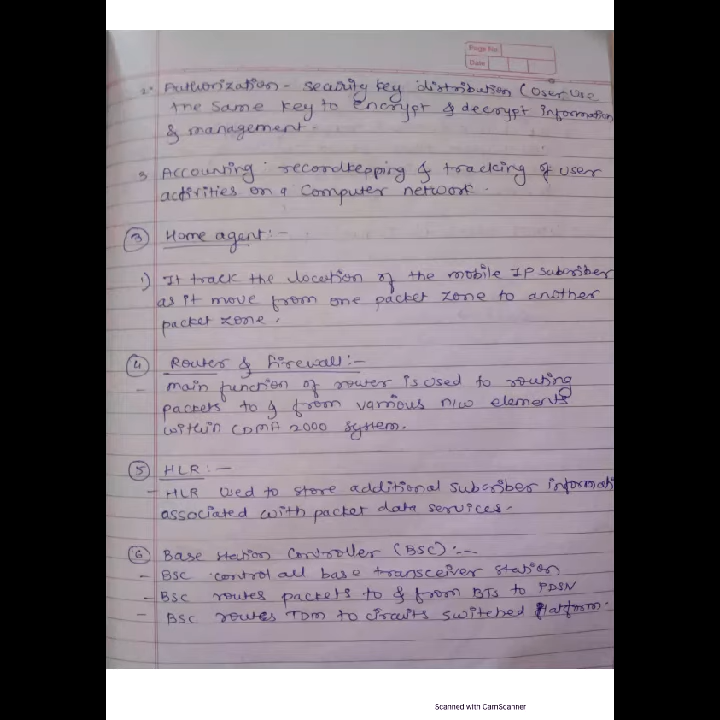 Page No.
Date
2. Authorization - security key distribution (user use
the same key to encrypt & decrypt information
& management.
3 Accounting : recordkepping & tracking of user
activities on a computer network.
③ Home agent:-
1) It track the location of the mobile IP subsriber
as it move from one packet zone to another
packet zone.
④ Router & firewall:-
- main function of router is used to routing
packets to & from various n/w elements
within CDMA 2000 system.
⑤ HLR :-
- HLR used to store additional subscriber informati
associated with packet data services.
⑥ Base station Controller (BSC) :--
- BSC control all base transceiver station
- BSC routes packets to & from BTs to PDSN
- BSC routes TDM to circuits switched platform.
Scanned with CamScanner